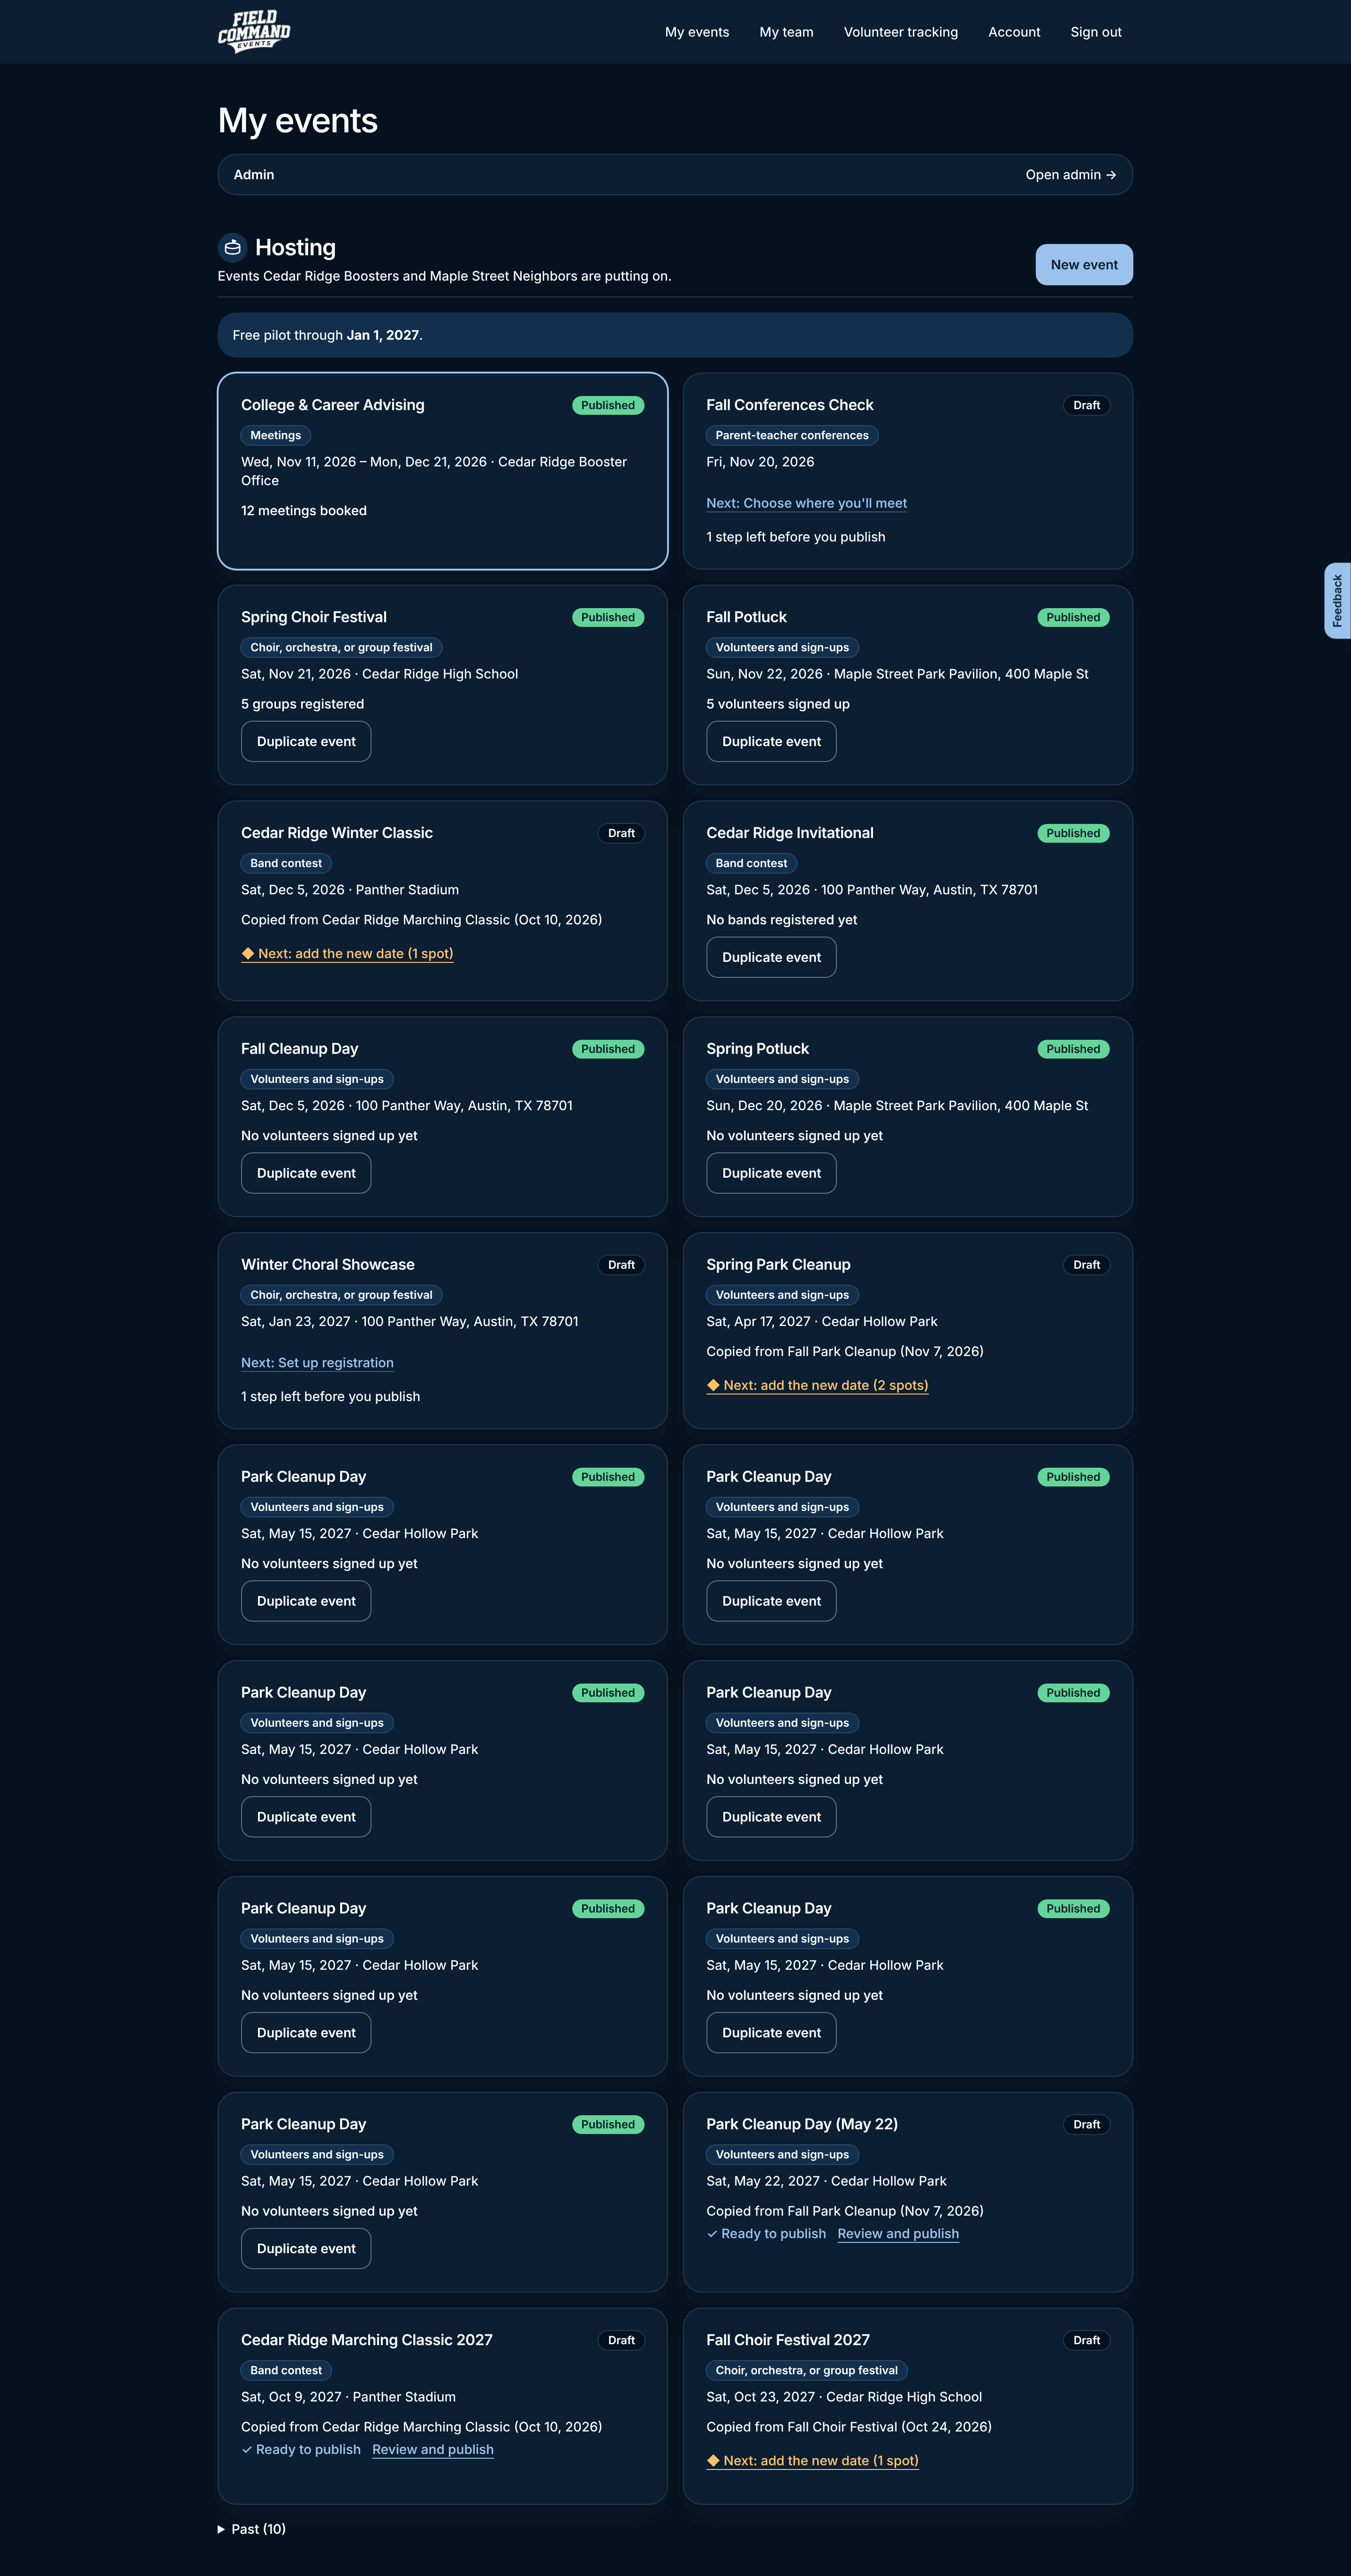 FIELD
COMMAND
EVENTS
My events
My team
Volunteer tracking
Account
Sign out
My events
Admin
Open admin →
Hosting
Events Cedar Ridge Boosters and Maple Street Neighbors are putting on.
New event
Free pilot through Jan 1, 2027.
College & Career Advising
Published
Meetings
Wed, Nov 11, 2026 – Mon, Dec 21, 2026 · Cedar Ridge Booster
Office
12 meetings booked
Fall Conferences Check
Draft
Parent-teacher conferences
Fri, Nov 20, 2026
Next: Choose where you'll meet
1 step left before you publish
Feedback
Spring Choir Festival
Published
Choir, orchestra, or group festival
Sat, Nov 21, 2026 · Cedar Ridge High School
5 groups registered
Duplicate event
Fall Potluck
Published
Volunteers and sign-ups
Sun, Nov 22, 2026 · Maple Street Park Pavilion, 400 Maple St
5 volunteers signed up
Duplicate event
Cedar Ridge Winter Classic
Draft
Band contest
Sat, Dec 5, 2026 · Panther Stadium
Copied from Cedar Ridge Marching Classic (Oct 10, 2026)
◆ Next: add the new date (1 spot)
Cedar Ridge Invitational
Published
Band contest
Sat, Dec 5, 2026 · 100 Panther Way, Austin, TX 78701
No bands registered yet
Duplicate event
Fall Cleanup Day
Published
Volunteers and sign-ups
Sat, Dec 5, 2026 · 100 Panther Way, Austin, TX 78701
No volunteers signed up yet
Duplicate event
Spring Potluck
Published
Volunteers and sign-ups
Sun, Dec 20, 2026 · Maple Street Park Pavilion, 400 Maple St
No volunteers signed up yet
Duplicate event
Winter Choral Showcase
Draft
Choir, orchestra, or group festival
Sat, Jan 23, 2027 · 100 Panther Way, Austin, TX 78701
Next: Set up registration
1 step left before you publish
Spring Park Cleanup
Draft
Volunteers and sign-ups
Sat, Apr 17, 2027 · Cedar Hollow Park
Copied from Fall Park Cleanup (Nov 7, 2026)
◆ Next: add the new date (2 spots)
Park Cleanup Day
Published
Volunteers and sign-ups
Sat, May 15, 2027 · Cedar Hollow Park
No volunteers signed up yet
Duplicate event
Park Cleanup Day
Published
Volunteers and sign-ups
Sat, May 15, 2027 · Cedar Hollow Park
No volunteers signed up yet
Duplicate event
Park Cleanup Day
Published
Volunteers and sign-ups
Sat, May 15, 2027 · Cedar Hollow Park
No volunteers signed up yet
Duplicate event
Park Cleanup Day
Published
Volunteers and sign-ups
Sat, May 15, 2027 · Cedar Hollow Park
No volunteers signed up yet
Duplicate event
Park Cleanup Day
Published
Volunteers and sign-ups
Sat, May 15, 2027 · Cedar Hollow Park
No volunteers signed up yet
Duplicate event
Park Cleanup Day
Published
Volunteers and sign-ups
Sat, May 15, 2027 · Cedar Hollow Park
No volunteers signed up yet
Duplicate event
Park Cleanup Day
Published
Volunteers and sign-ups
Sat, May 15, 2027 · Cedar Hollow Park
No volunteers signed up yet
Duplicate event
Park Cleanup Day (May 22)
Draft
Volunteers and sign-ups
Sat, May 22, 2027 · Cedar Hollow Park
Copied from Fall Park Cleanup (Nov 7, 2026)
✓ Ready to publish Review and publish
Cedar Ridge Marching Classic 2027
Draft
Band contest
Sat, Oct 9, 2027 · Panther Stadium
Copied from Cedar Ridge Marching Classic (Oct 10, 2026)
✓ Ready to publish Review and publish
Fall Choir Festival 2027
Draft
Choir, orchestra, or group festival
Sat, Oct 23, 2027 · Cedar Ridge High School
Copied from Fall Choir Festival (Oct 24, 2026)
◆ Next: add the new date (1 spot)
▶ Past (10)